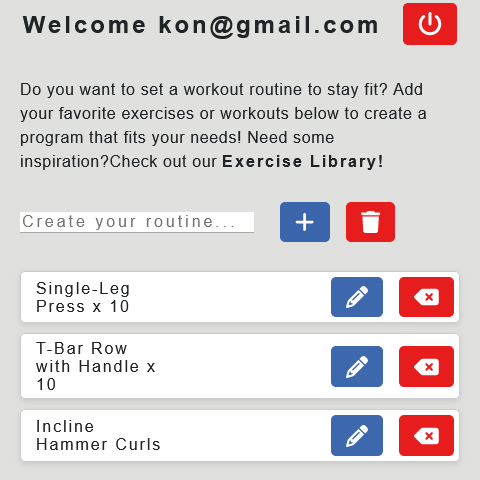 Welcome kon@gmail.com
Do you want to set a workout routine to stay fit? Add
your favorite exercises or workouts below to create a
program that fits your needs! Need some
inspiration?Check out our Exercise Library!
Create your routine...
Single-Leg
Press x 10
T-Bar Row
with Handle x
10
Incline
Hammer Curls